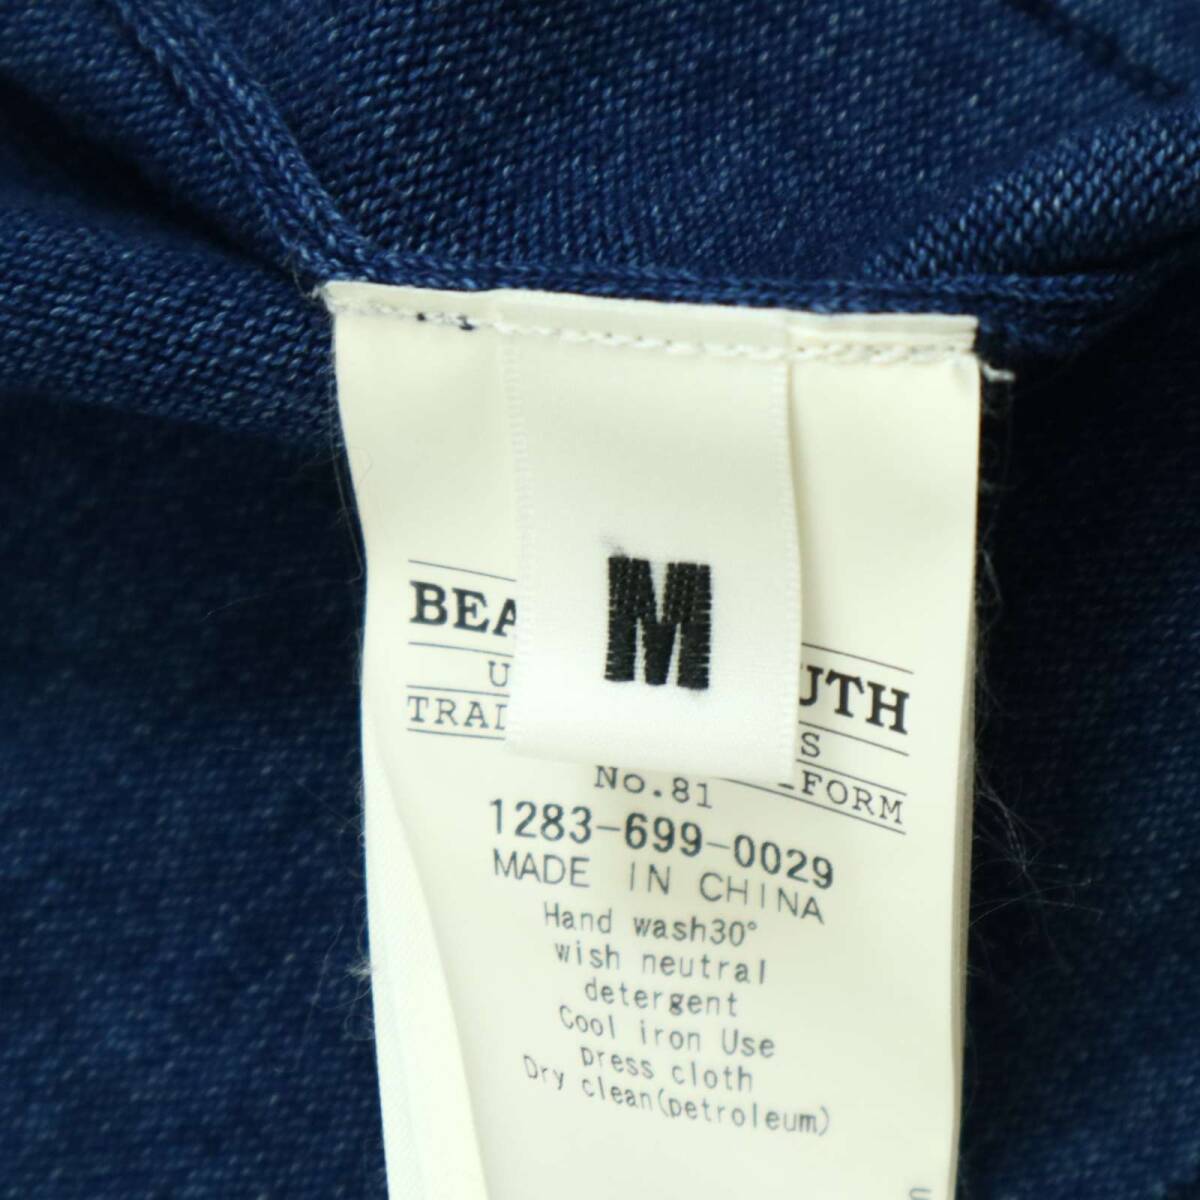 M
BEA UTH
U S
TRAD FORM
No.81
1283-699-0029
MADE IN CHINA
Hand wash30°
wish neutral
detergent
Cool iron Use
press cloth
Dry clean(petroleum)